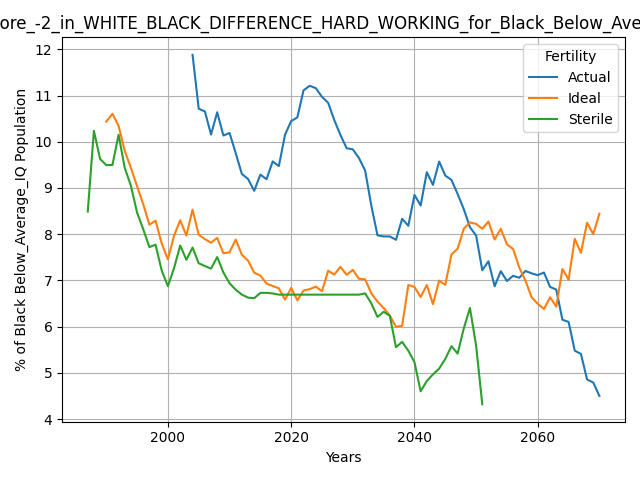 ore_-2_in_WHITE_BLACK_DIFFERENCE_HARD_WORKING_for_Black_Below_Ave
Fertility
Actual
Ideal
Sterile
% of Black Below_Average_IQ Population
12
11
10
9
8
7
6
5
4
2000
2020
2040
2060
Years